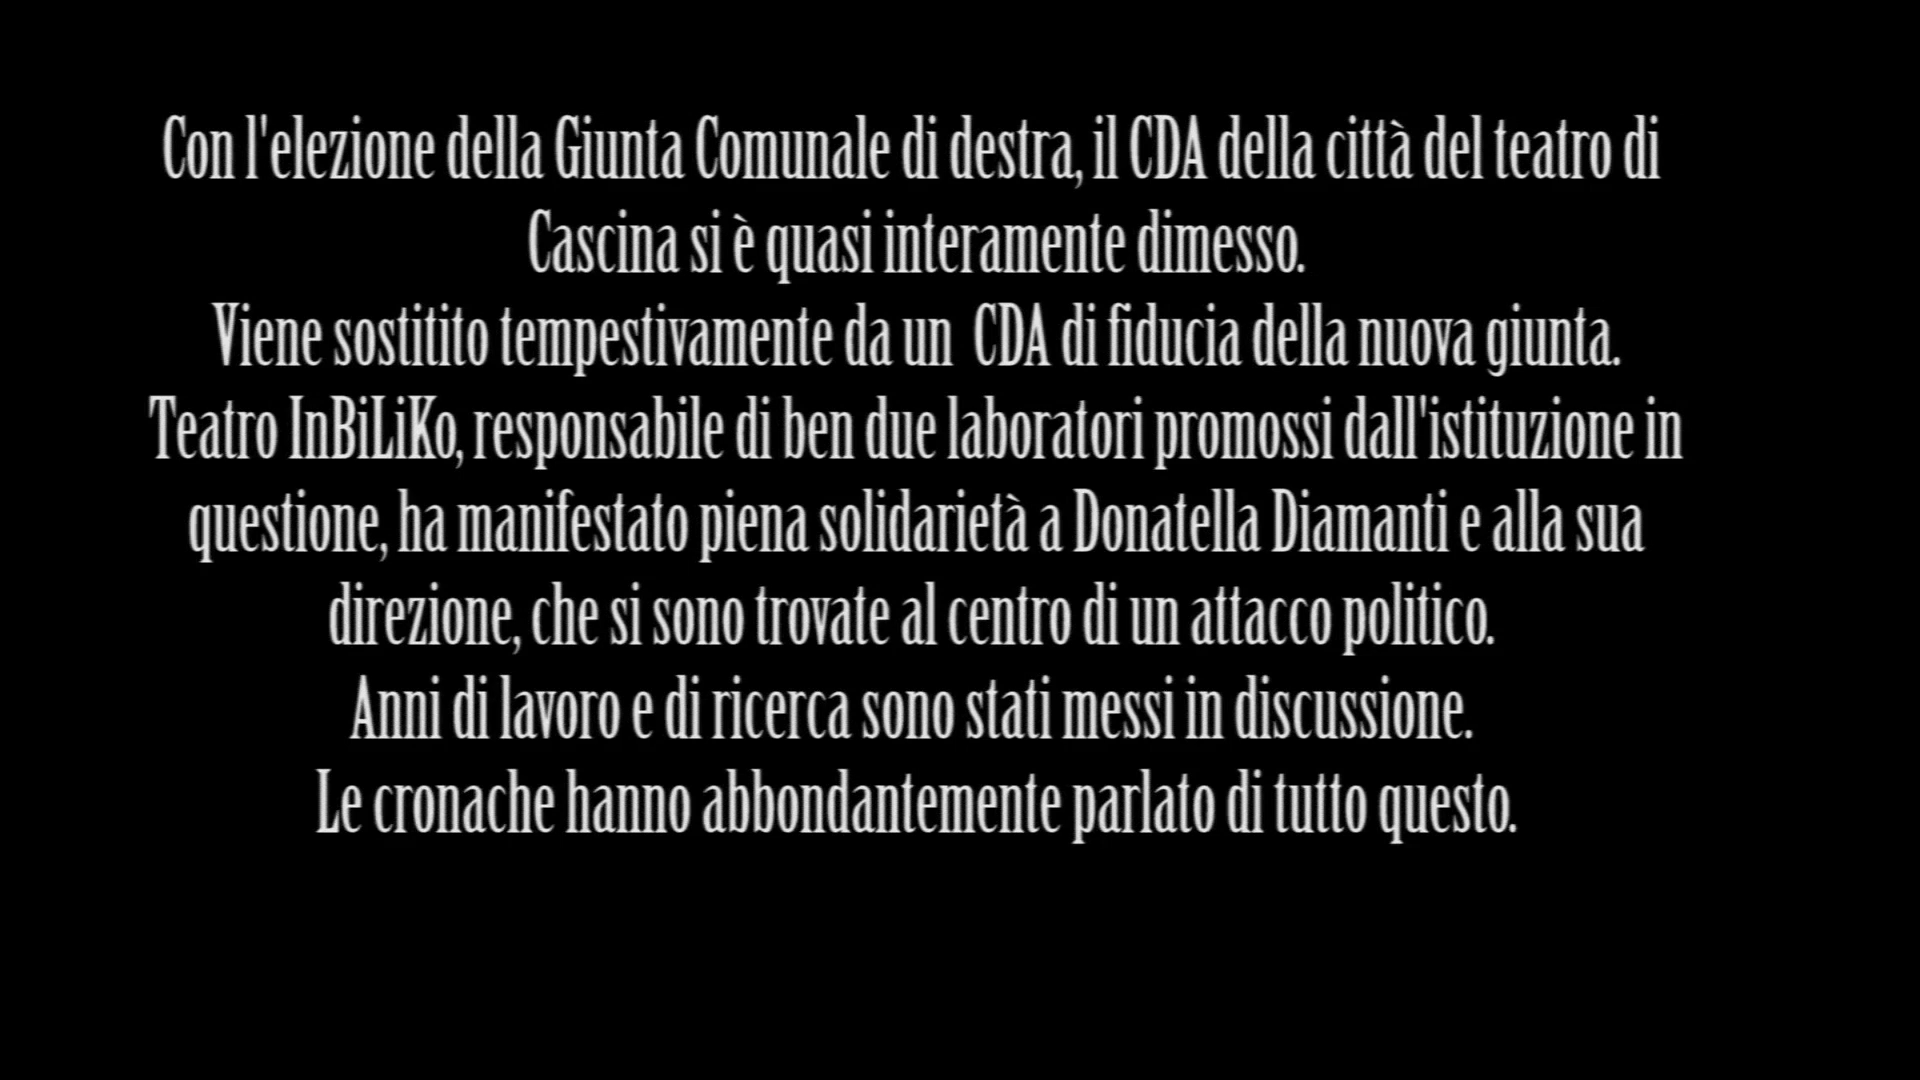 Con l'elezione della Giunta Comunale di destra, il CDA della città del teatro di
Cascina si è quasi interamente dimesso.
Viene sostitito tempestivamente da un  CDA di fiducia della nuova giunta.
Teatro InBiLiKo, responsabile di ben due laboratori promossi dall'istituzione in
questione, ha manifestato piena solidarietà a Donatella Diamanti e alla sua
direzione, che si sono trovate al centro di un attacco politico.
Anni di lavoro e di ricerca sono stati messi in discussione.
Le cronache hanno abbondantemente parlato di tutto questo.